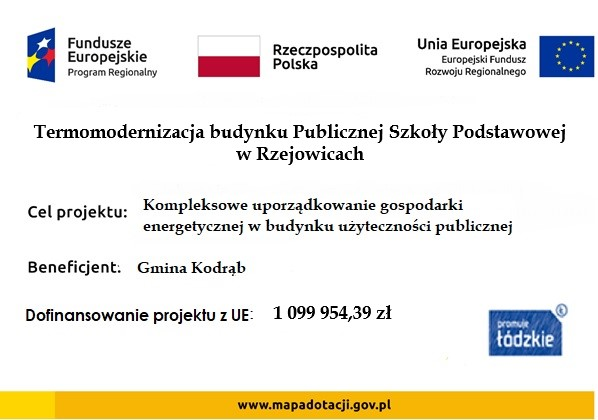 Fundusze
Europejskie
Program Regionalny
Rzeczpospolita
Polska
Unia Europejska
Europejski Fundusz
Rozwoju Regionalnego
Termomodernizacja budynku Publicznej Szkoły Podstawowej
w Rzejowicach
Cel projektu: Kompleksowe uporządkowanie gospodarki
energetycznej w budynku użyteczności publicznej
Beneficjent. Gmina Kodrąb
Dofinansowanie projektu z UE: 1 099 954,39 zł
promuje
łódzkie
www.mapadotacji.gov.pl